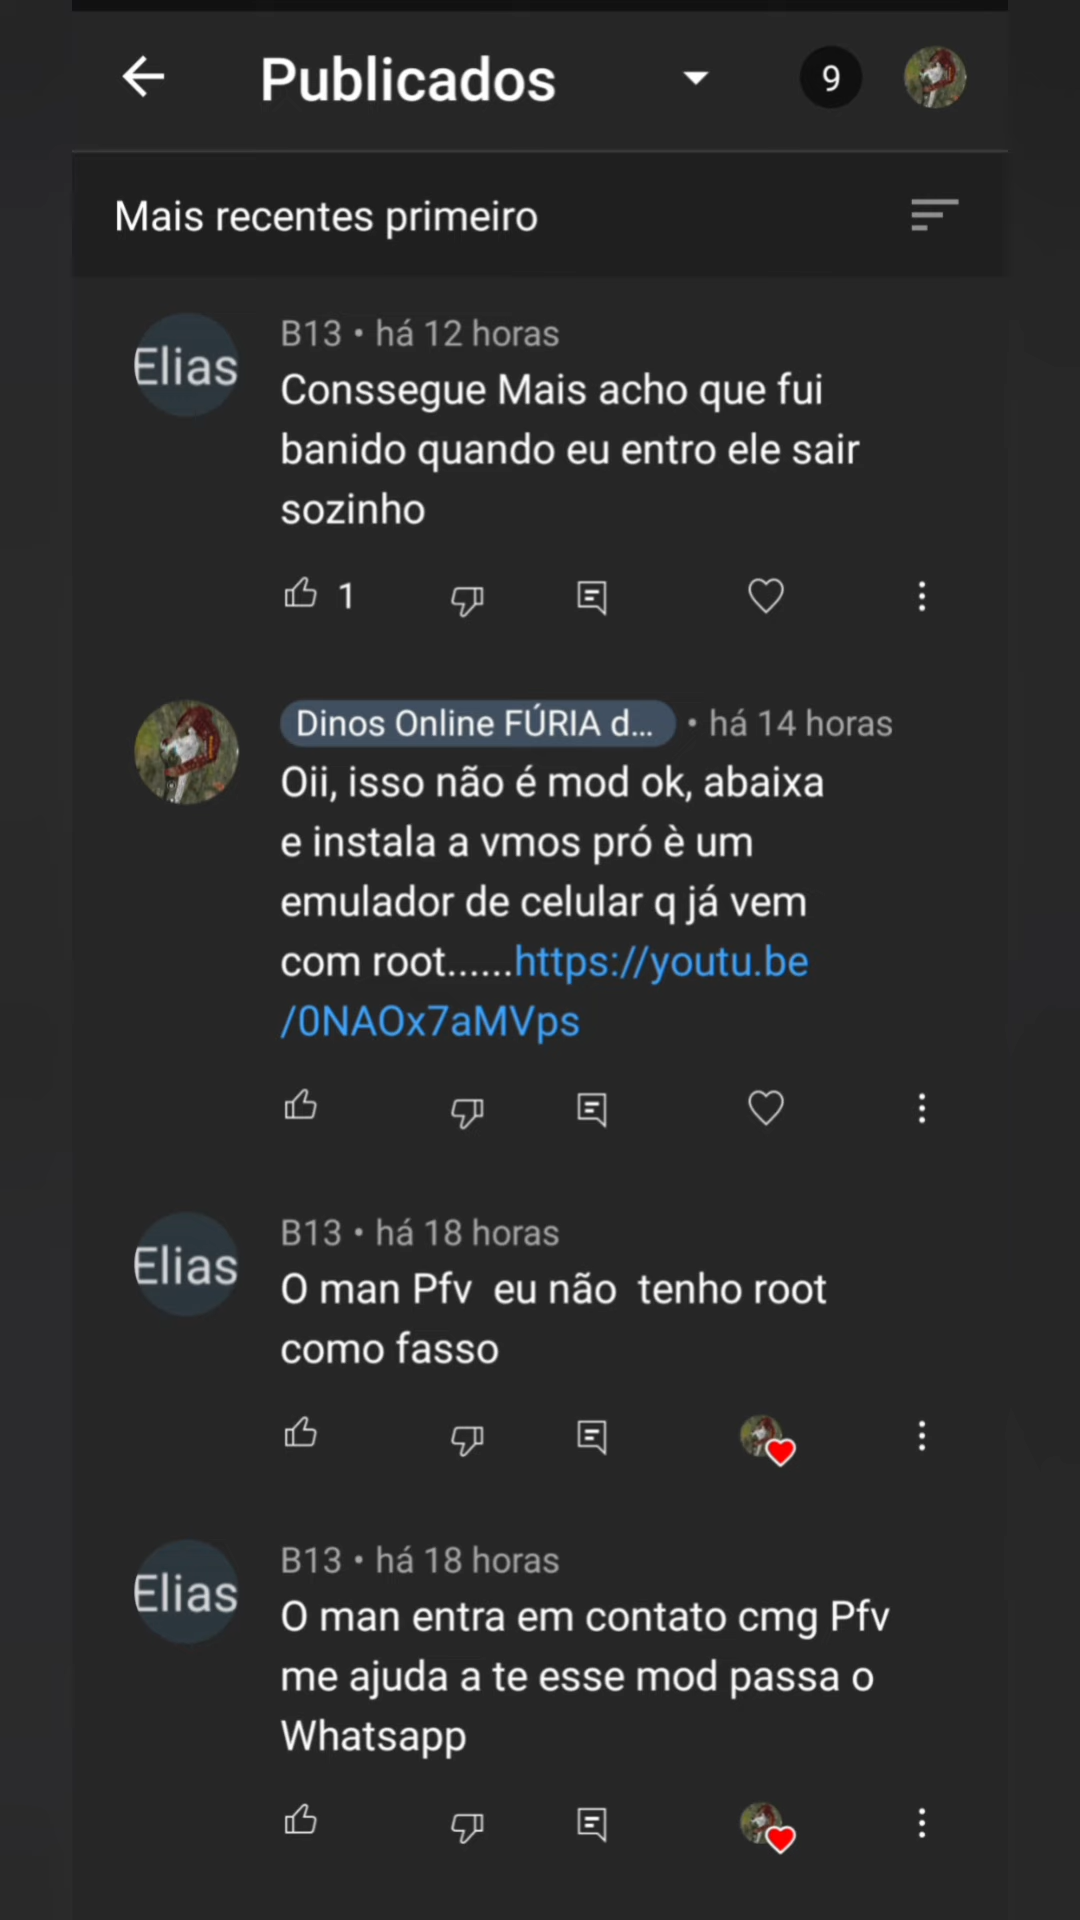 Publicados
9
Mais recentes primeiro
Elias
B13 • há 12 horas
Conssegue Mais acho que fui
banido quando eu entro ele sair
sozinho
1
Dinos Online FÚRIA d... • há 14 horas
Oii, isso não é mod ok, abaixa
e instala a vmos pró è um
emulador de celular q já vem
com root......https://youtu.be
/0NAOx7aMVps
Elias
B13 • há 18 horas
O man Pfv  eu não  tenho root
como fasso
Elias
B13 • há 18 horas
O man entra em contato cmg Pfv
me ajuda a te esse mod passa o
Whatsapp